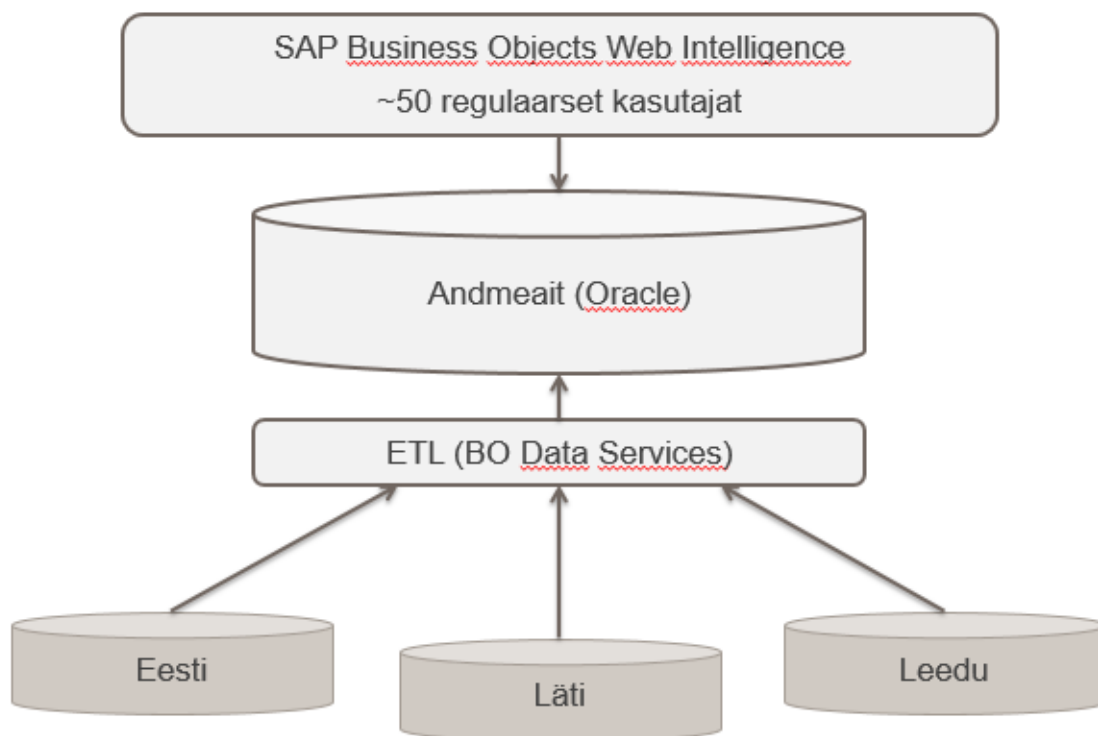 SAP Business Objects Web Intelligence
~50 regulaarset kasutajat
Andmeait (Oracle)
ETL (BO Data Services)
Eesti
Läti
Leedu